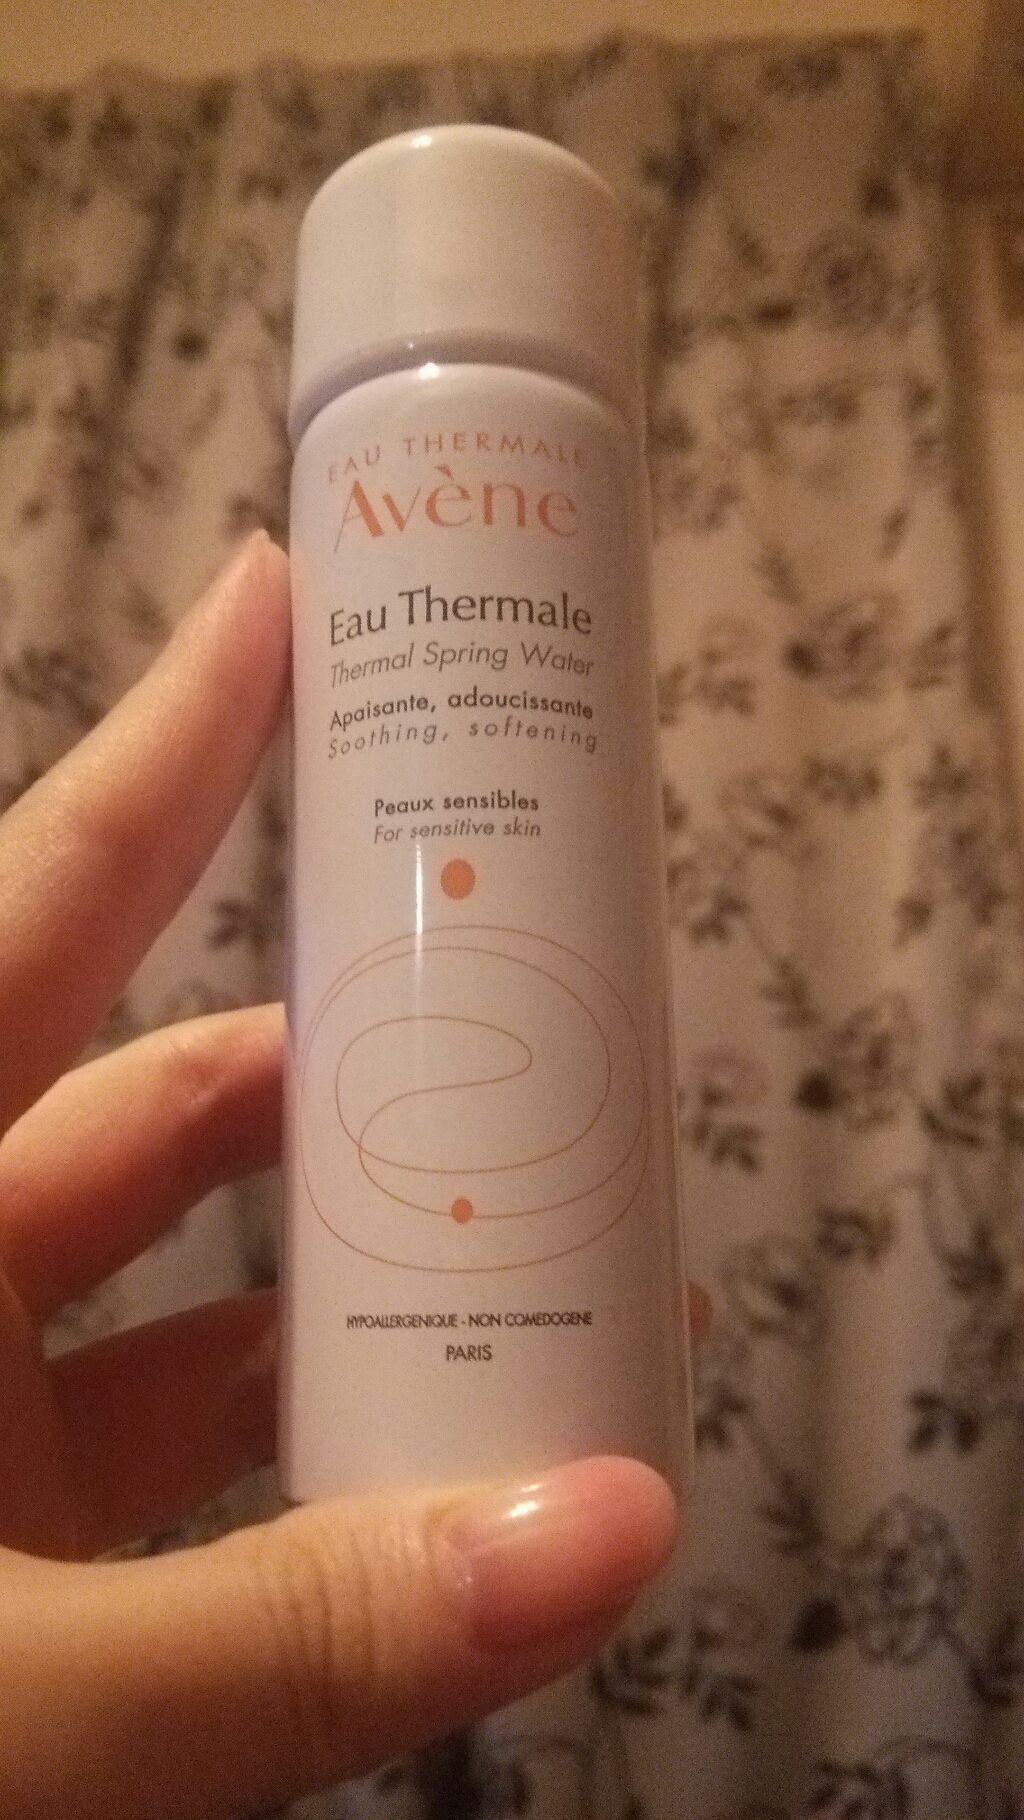 EAU THERMALE
Avène
Eau Thermale
Thermal Spring Water
Apaisante, adoucissante
Soothing, softening
Peaux sensibles
For sensitive skin
HYPOALLERGENIQUE - NON COMEDOGENE
PARIS